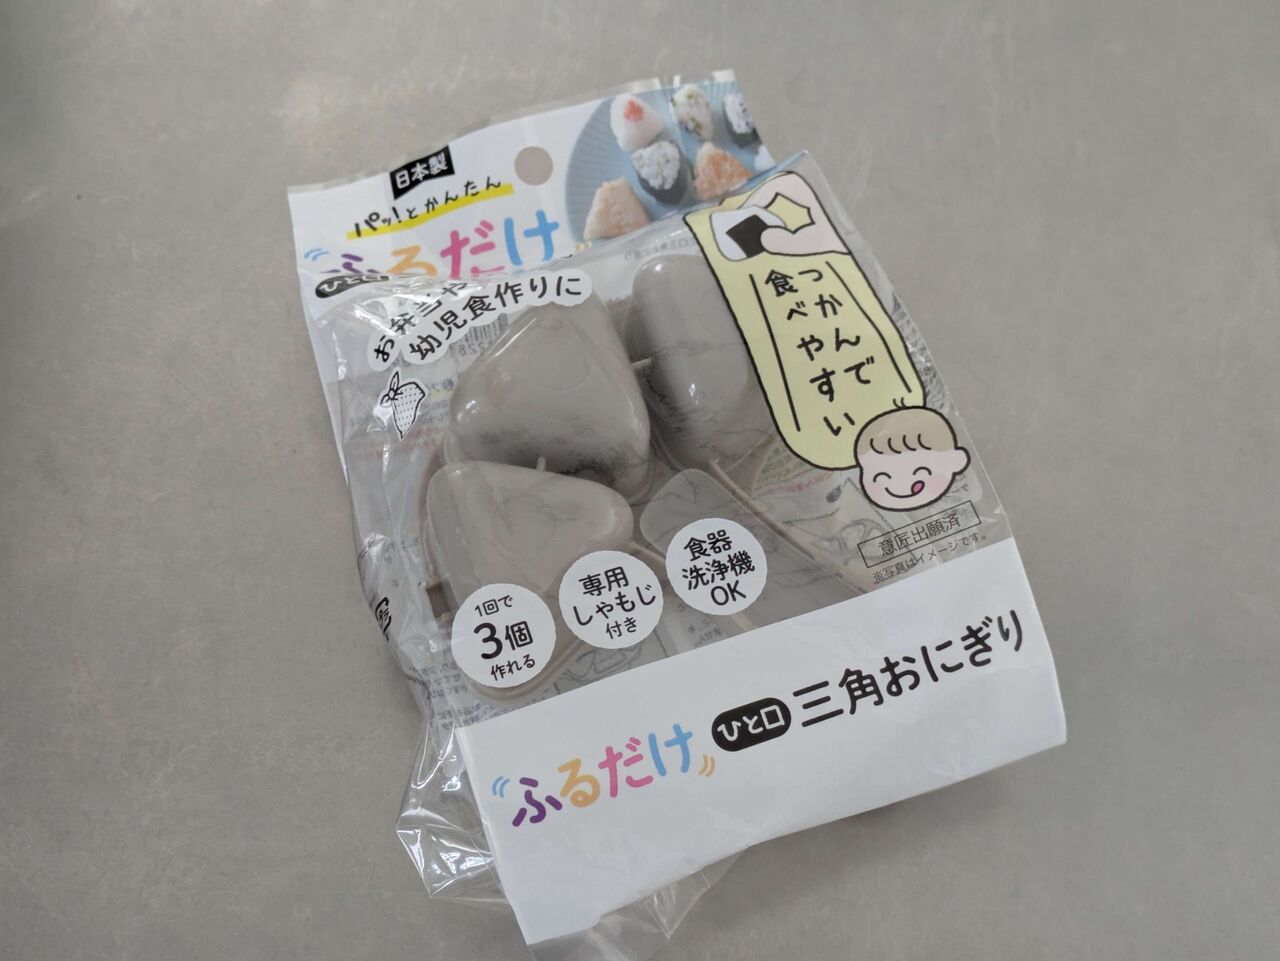 日本製
パッ!とかんたん
ふるだけ
ひと口
お弁当や
幼児食作りに
つかんで
食べやすい
意匠出願済
※写真はイメージです。
食器
洗浄機
OK
専用
しゃもじ
付き
1回で
3個
作れる
ふるだけ ひと口 三角おにぎり